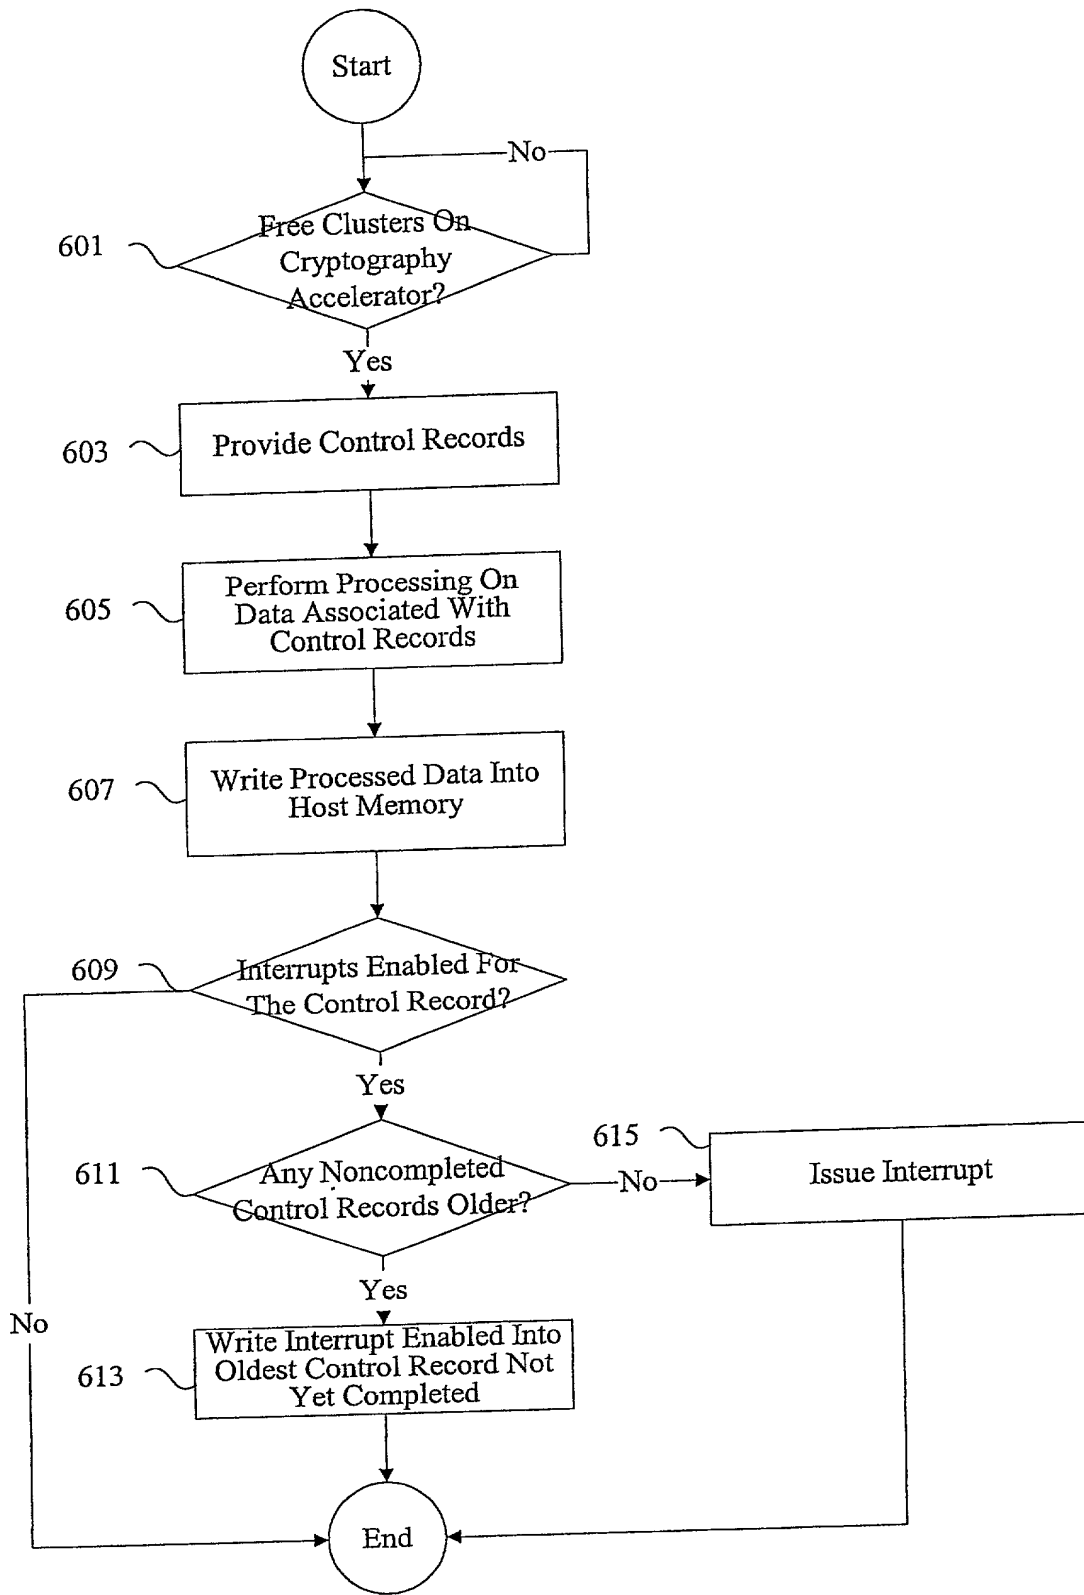 Start
No
601
Free Clusters On
Cryptography
Accelerator?
Yes
603
Provide Control Records
605
Perform Processing On
Data Associated With
Control Records
607
Write Processed Data Into
Host Memory
609
Interrupts Enabled For
The Control Record?
Yes
611
Any Noncompleted
Control Records Older?
No
615
Issue Interrupt
Yes
No
613
Write Interrupt Enabled Into
Oldest Control Record Not
Yet Completed
End